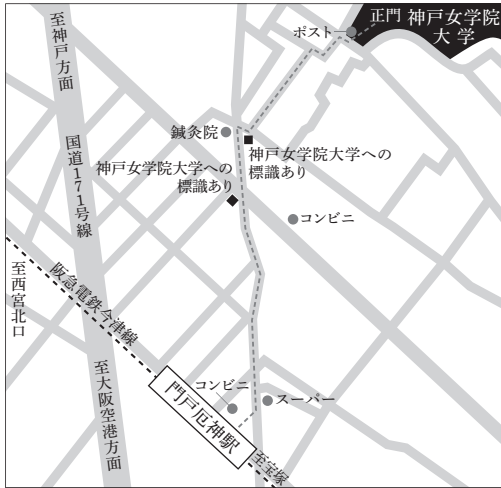 至神戸方面
国道171号線
至大阪空港方面
ポスト
正門
神戸女学院
大学
鍼灸院
神戸女学院大学への
標識あり
神戸女学院大学への
標識あり
コンビニ
至西宮北口
阪急電鉄今津線
コンビニ
スーパー
門戸厄神駅
至宝塚